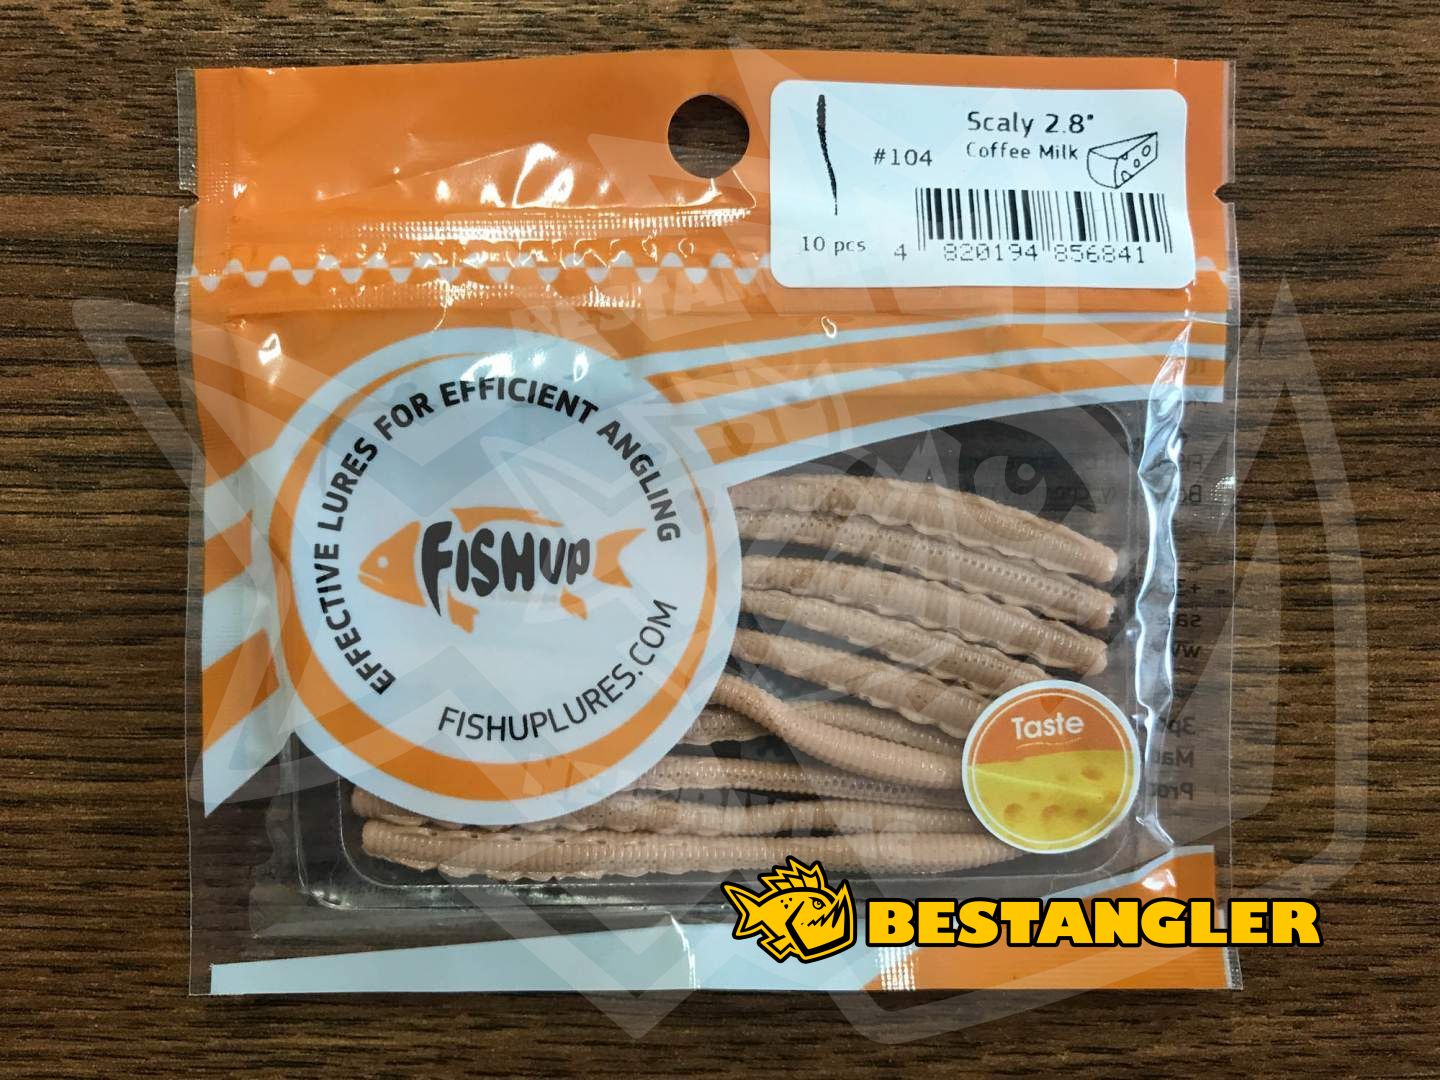 Scaly 2.8"
#104
Coffee Milk
10 pcs
4 820194 856841
EFFECTIVE LURES FOR EFFICIENT ANGLING
FISHUP
FISHUPLURES.COM
Taste
BESTANGLER